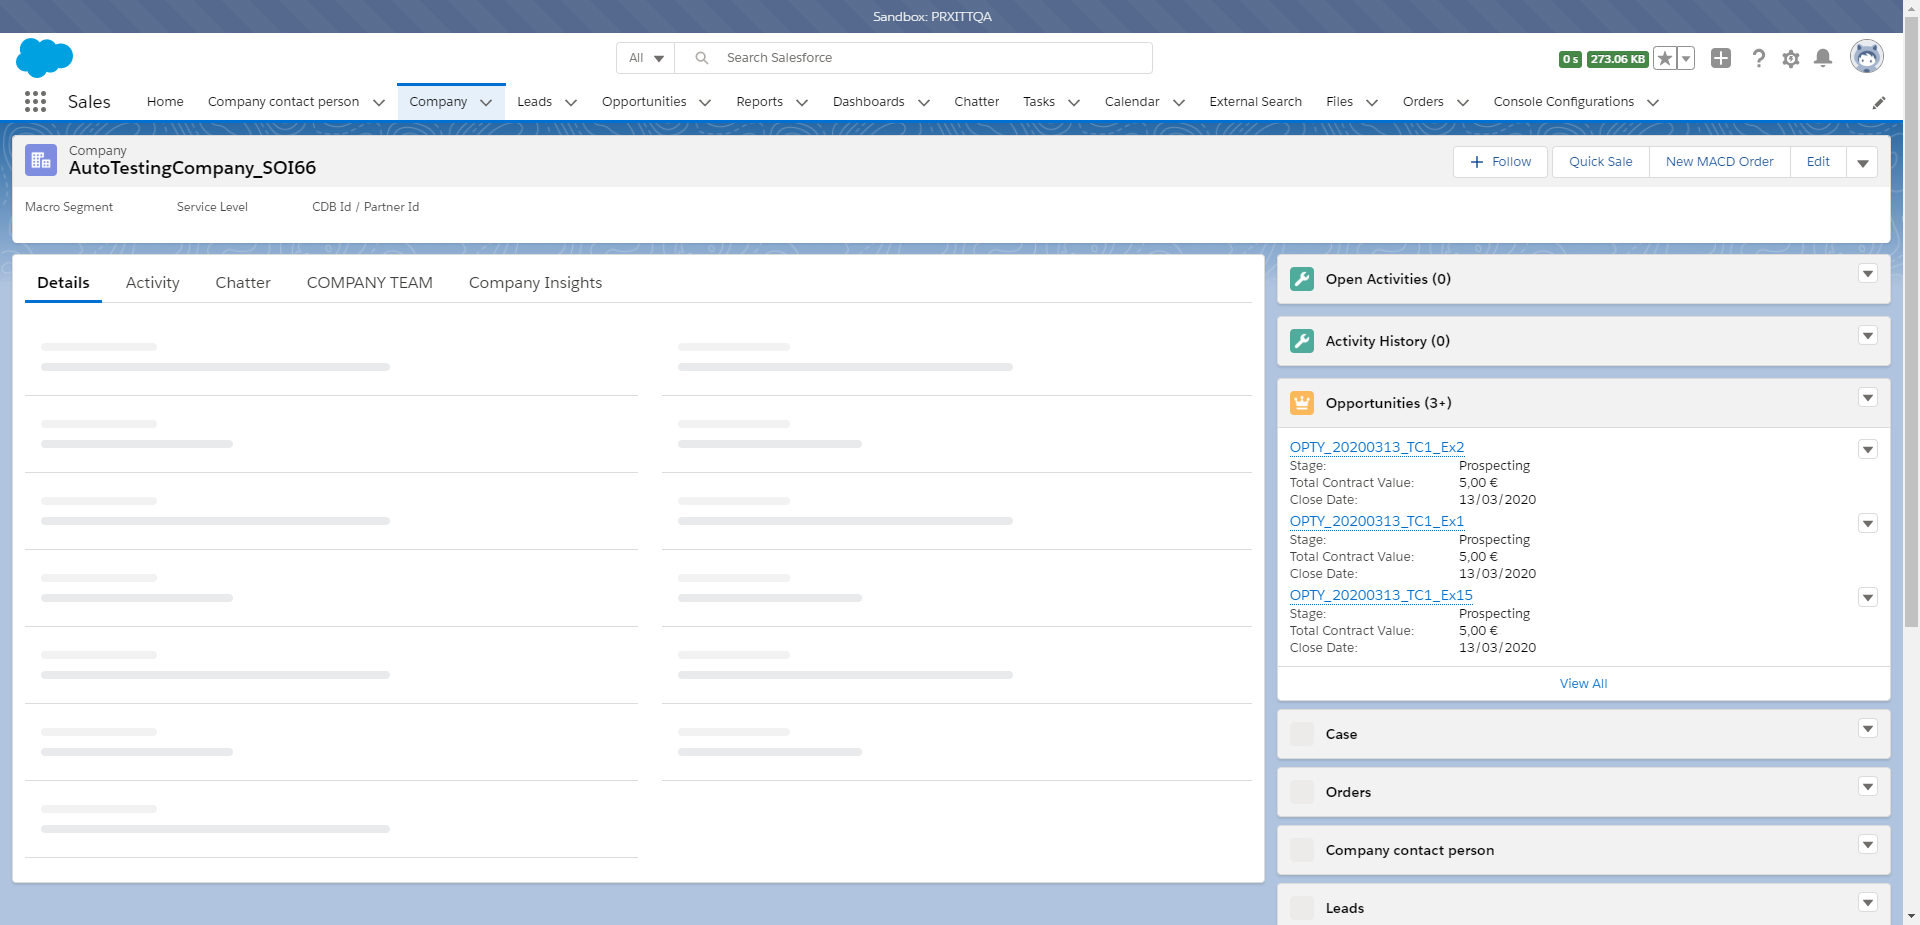 Sandbox: PRXITTQA
All
Search Salesforce
0 s
273.06 KB
Sales
Home
Company contact person
Company
Leads
Opportunities
Reports
Dashboards
Chatter
Tasks
Calendar
External Search
Files
Orders
Console Configurations
Company
AutoTestingCompany_SOI66
Follow
Quick Sale
New MACD Order
Edit
Macro Segment
Service Level
CDB Id / Partner Id
Details
Activity
Chatter
COMPANY TEAM
Company Insights
Open Activities (0)
Activity History (0)
Opportunities (3+)
OPTY_20200313_TC1_Ex2
Stage: Prospecting
Total Contract Value: 5,00 €
Close Date: 13/03/2020
OPTY_20200313_TC1_Ex1
Stage: Prospecting
Total Contract Value: 5,00 €
Close Date: 13/03/2020
OPTY_20200313_TC1_Ex15
Stage: Prospecting
Total Contract Value: 5,00 €
Close Date: 13/03/2020
View All
Case
Orders
Company contact person
Leads